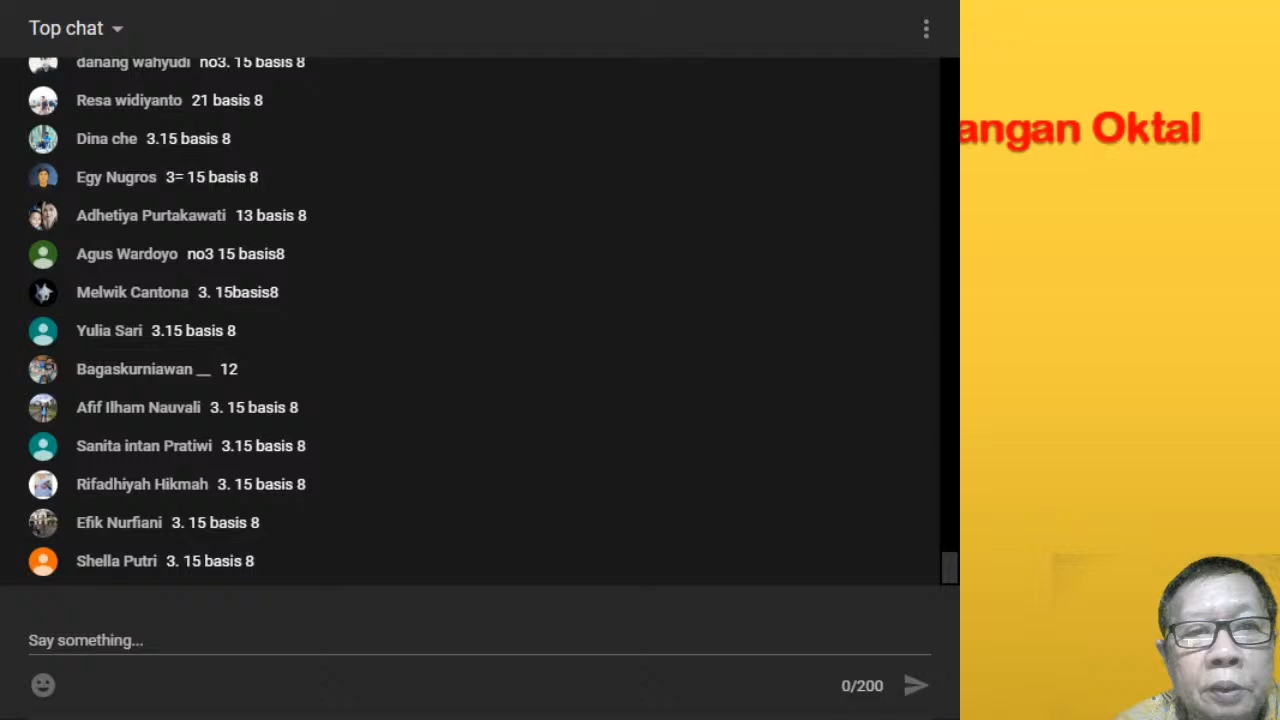 Top chat
danang wahyudi no3. 15 basis 8
Resa widiyanto 21 basis 8
angan Oktal
Dina che 3.15 basis 8
Egy Nugros 3= 15 basis 8
Adhetiya Purtakawati 13 basis 8
Agus Wardoyo no3 15 basis8
Melwik Cantona 3. 15basis8
Yulia Sari 3.15 basis 8
Bagaskurniawan __ 12
Afif Ilham Nauvali 3. 15 basis 8
Sanita intan Pratiwi 3.15 basis 8
Rifadhiyah Hikmah 3. 15 basis 8
Efik Nurfiani 3. 15 basis 8
Shella Putri 3. 15 basis 8
Say something...
0/200